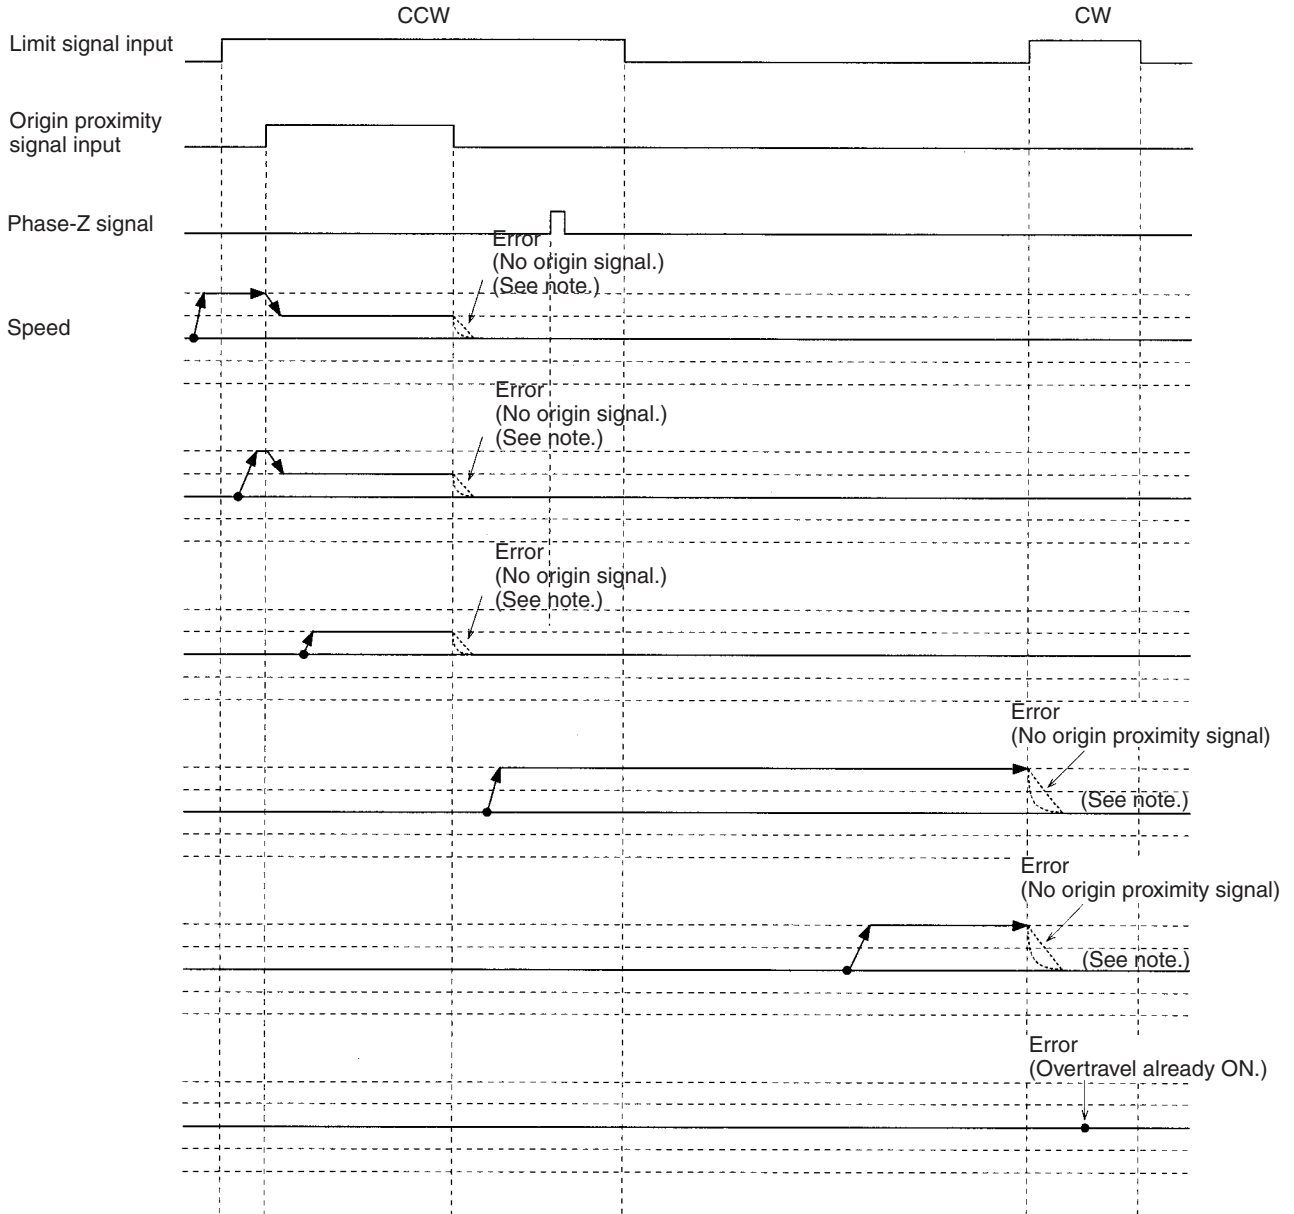 CCW
CW
Limit signal input
Origin proximity
signal input
Phase-Z signal
Error
(No origin signal.)
(See note.)
Speed
Error
(No origin signal.)
(See note.)
Error
(No origin signal.)
(See note.)
Error
(No origin proximity signal)
(See note.)
Error
(No origin proximity signal)
(See note.)
Error
(Overtravel already ON.)